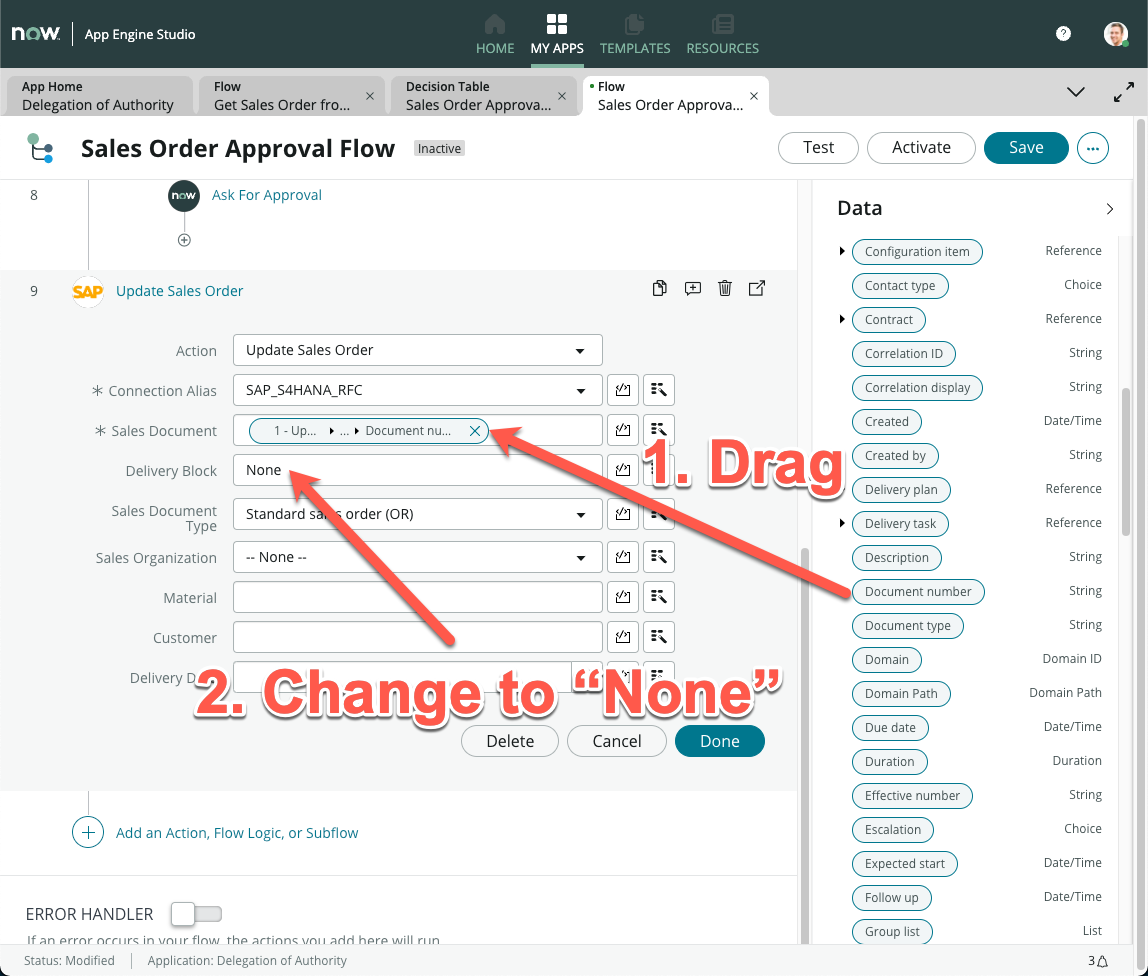 now
App Engine Studio
HOME
MY APPS
TEMPLATES
RESOURCES
?
App Home
Delegation of Authority
Flow
Get Sales Order fro...
Decision Table
Sales Order Approva...
Flow
Sales Order Approva...
Sales Order Approval Flow
Inactive
Test
Activate
Save
...
8
now
Ask For Approval
9
SAP
Update Sales Order
Action
Update Sales Order
Connection Alias
SAP_S4HANA_RFC
Sales Document
1 - Up... ... Document nu...
1. Drag
Delivery Block
None
Sales Document
Type
Standard sales order (OR)
Sales Organization
-- None --
Material
Customer
Delivery D
2. Change to “None”
Delete
Cancel
Done
Add an Action, Flow Logic, or Subflow
ERROR HANDLER
If an error occurs in your flow, the actions you add here will run.
Data
Configuration item Reference
Contact type Choice
Contract Reference
Correlation ID String
Correlation display String
Created Date/Time
Created by String
Delivery plan Reference
Delivery task Reference
Description String
Document number String
Document type String
Domain Domain ID
Domain Path Domain Path
Due date Date/Time
Duration Duration
Effective number String
Escalation Choice
Expected start Date/Time
Follow up Date/Time
Group list List
Status: Modified
Application: Delegation of Authority
3